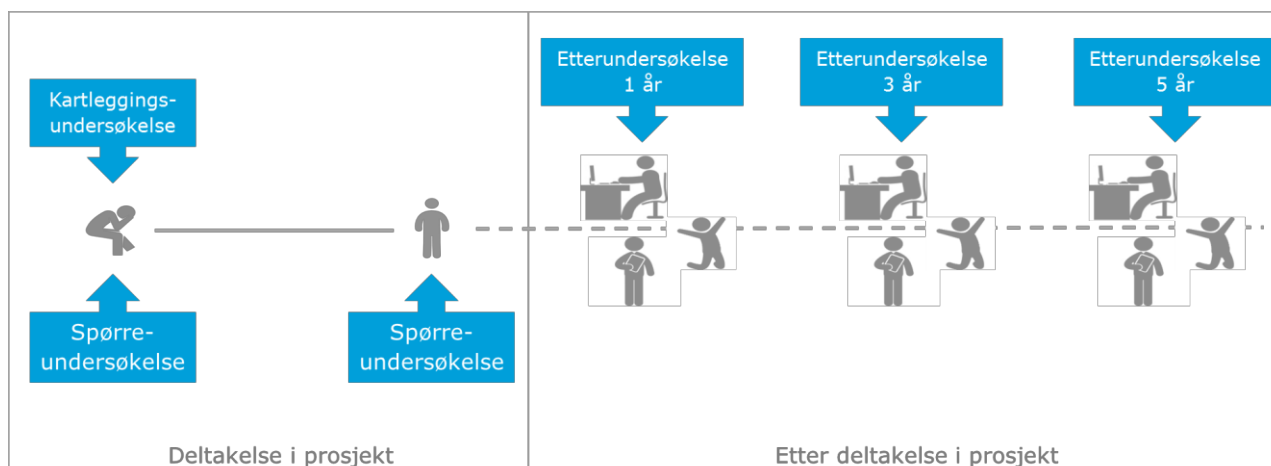 Kartleggings-
undersøkelse
Spørre-
undersøkelse
Spørre-
undersøkelse
Deltakelse i prosjekt
Etterundersøkelse
1 år
Etterundersøkelse
3 år
Etterundersøkelse
5 år
Etter deltakelse i prosjekt